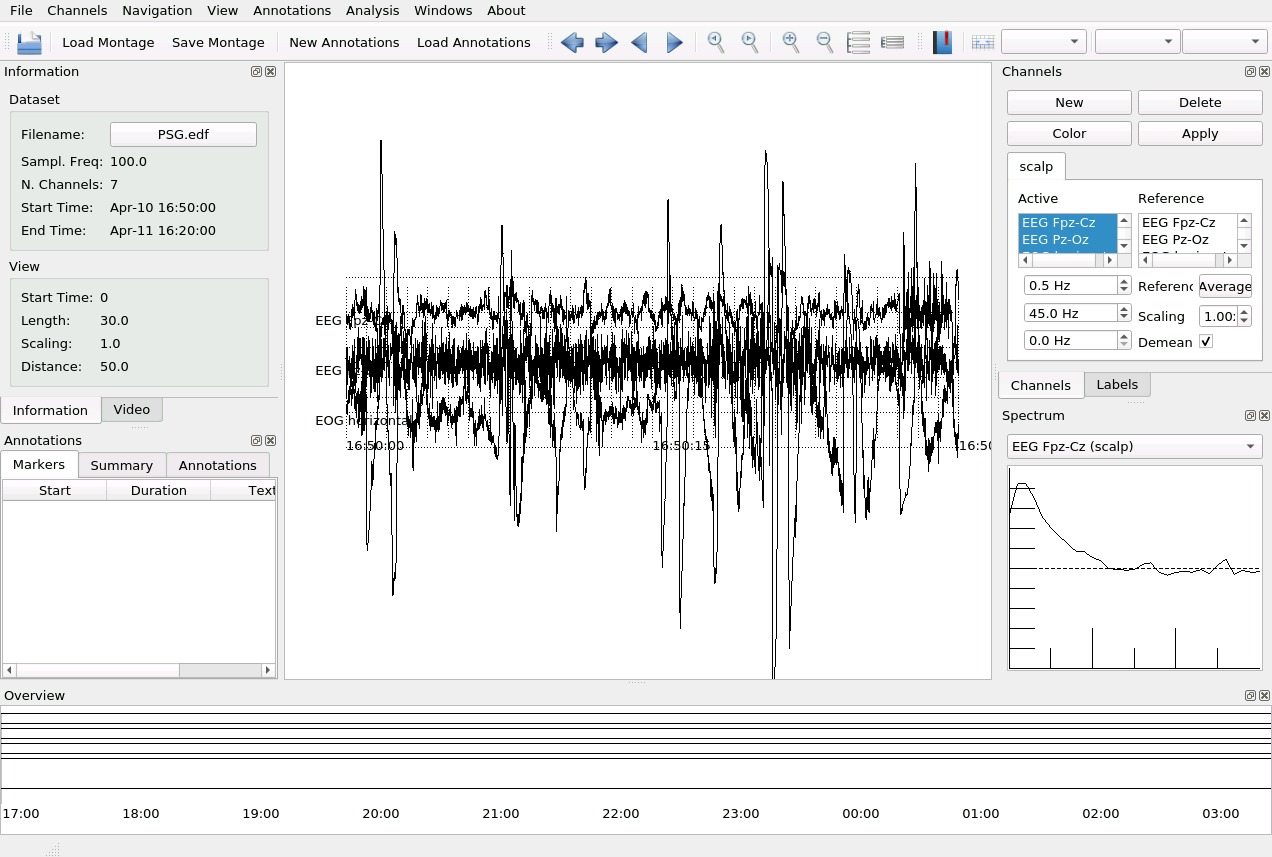 File Channels Navigation View Annotations Analysis Windows About
Load Montage Save Montage New Annotations Load Annotations
Information
Dataset
Filename: PSG.edf
Sampl. Freq: 100.0
N. Channels: 7
Start Time: Apr-10 16:50:00
End Time: Apr-11 16:20:00
View
Start Time: 0
Length: 30.0
Scaling: 1.0
Distance: 50.0
Information Video
Annotations
Markers Summary Annotations
Start Duration Text
EEG
EEG
EOG horizonta
16:50:00 16:50:15 16:50
Channels
New Delete
Color Apply
scalp
Active Reference
EEG Fpz-Cz EEG Fpz-Cz
EEG Pz-Oz EEG Pz-Oz
0.5 Hz Referenc Average
45.0 Hz Scaling 1.00
0.0 Hz Demean
Channels Labels
Spectrum
EEG Fpz-Cz (scalp)
Overview
17:00 18:00 19:00 20:00 21:00 22:00 23:00 00:00 01:00 02:00 03:00